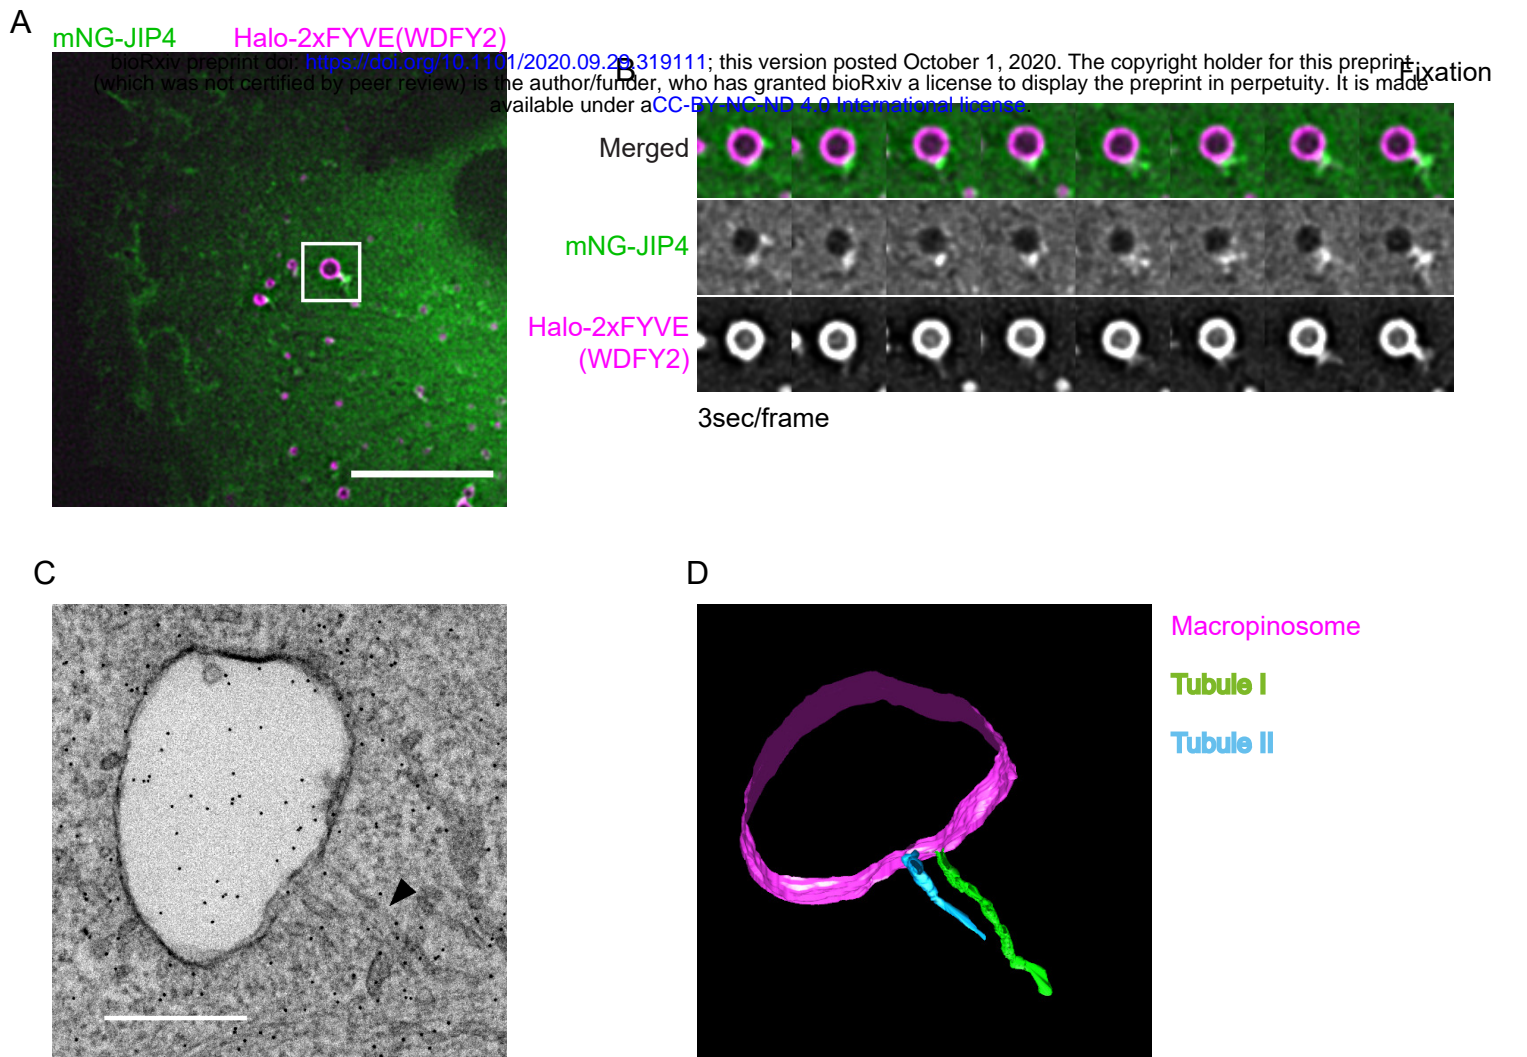 A
mNG-JIP4 Halo-2xFYVE(WDFY2)
bioRxiv preprint doi: https://doi.org/10.1101/2020.09.29.319111; this version posted October 1, 2020. The copyright holder for this preprint
(which was not certified by peer review) is the author/funder, who has granted bioRxiv a license to display the preprint in perpetuity. It is made
available under aCC-BY-NC-ND 4.0 International license.
B
Fixation
Merged
mNG-JIP4
Halo-2xFYVE
(WDFY2)
3sec/frame
C
D
Macropinosome
Tubule I
Tubule II